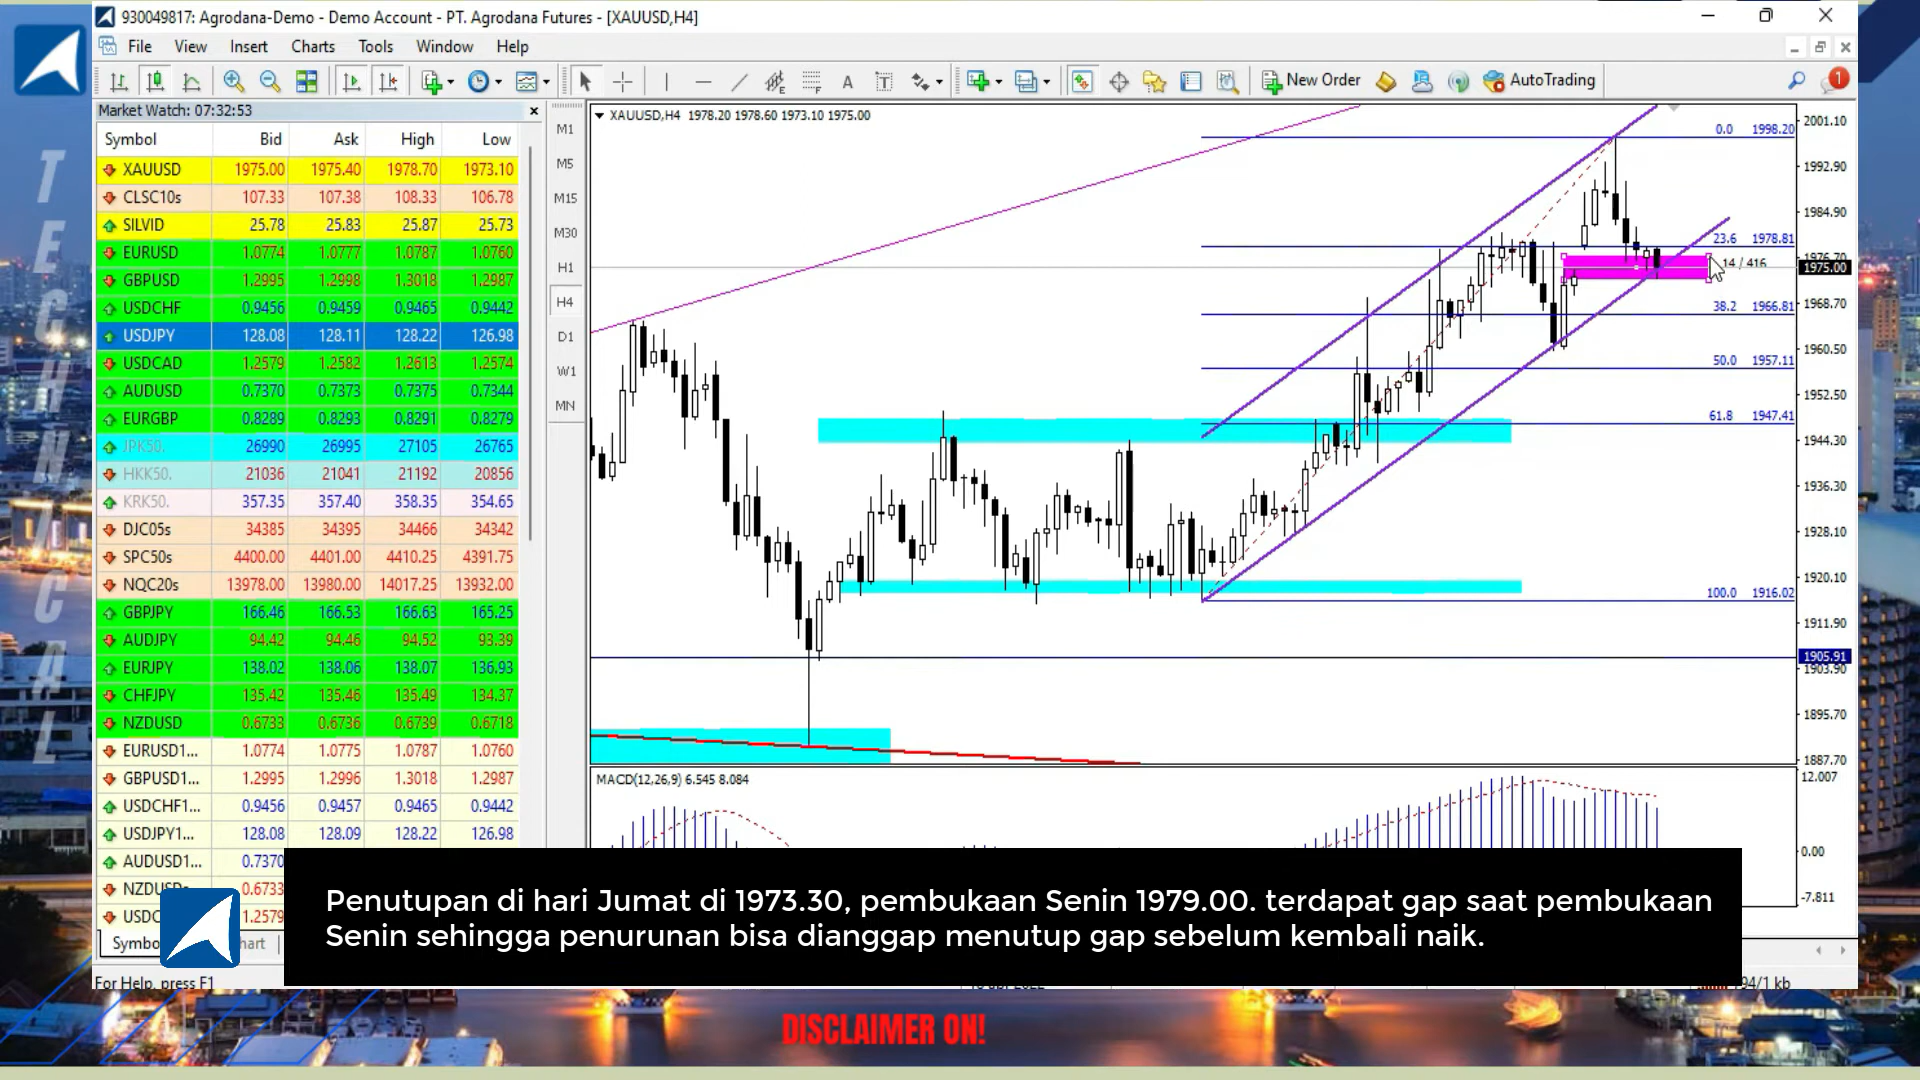 930049817: Agrodana-Demo - Demo Account - PT. Agrodana Futures - [XAUUSD,H4]
File View Insert Charts Tools Window Help
New Order AutoTrading 1
Market Watch: 07:32:53
Symbol Bid Ask High Low
XAUUSD 1975.00 1975.40 1978.70 1973.10
CLSC10s 107.33 107.38 108.33 106.78
SILVID 25.78 25.83 25.87 25.73
EURUSD 1.0774 1.0777 1.0787 1.0760
GBPUSD 1.2995 1.2998 1.3018 1.2987
USDCHF 0.9456 0.9459 0.9465 0.9442
USDJPY 128.08 128.11 128.22 126.98
USDCAD 1.2579 1.2582 1.2613 1.2574
AUDUSD 0.7370 0.7373 0.7375 0.7344
EURGBP 0.8289 0.8293 0.8291 0.8279
JPK50. 26990 26995 27105 26765
HKK50. 21036 21041 21192 20856
KRK50. 357.35 357.40 358.35 354.65
DJC05s 34385 34395 34466 34342
SPC50s 4400.00 4401.00 4410.25 4391.75
NQC20s 13978.00 13980.00 14017.25 13932.00
GBPJPY 166.46 166.53 166.63 165.25
AUDJPY 94.42 94.46 94.52 93.39
EURJPY 138.02 138.06 138.07 136.93
CHFJPY 135.42 135.46 135.49 134.37
NZDUSD 0.6733 0.6736 0.6739 0.6718
EURUSD1... 1.0774 1.0775 1.0787 1.0760
GBPUSD1... 1.2995 1.2996 1.3018 1.2987
USDCHF1... 0.9456 0.9457 0.9465 0.9442
USDJPY1... 128.08 128.09 128.22 126.98
AUDUSD1... 0.7370
NZDUSD... 0.6733
USDC 1.2579
Symbo hart
For Help, press F1
M1
M5
M15
M30
H1
H4
D1
W1
MN
XAUUSD,H4 1978.20 1978.60 1973.10 1975.00
0.0 1998.20
23.6 1978.81
14 / 416
38.2 1966.81
50.0 1957.11
61.8 1947.41
100.0 1916.02
2001.10
1992.90
1984.90
1976.70
1975.00
1968.70
1960.50
1952.50
1944.30
1936.30
1928.10
1920.10
1911.90
1905.91
1903.90
1895.70
1887.70
MACD(12,26,9) 6.545 8.084
12.007
0.00
-7.811
Penutupan di hari Jumat di 1973.30, pembukaan Senin 1979.00. terdapat gap saat pembukaan
Senin sehingga penurunan bisa dianggap menutup gap sebelum kembali naik.
94/1 kb
DISCLAIMER ON!
TECHNICAL